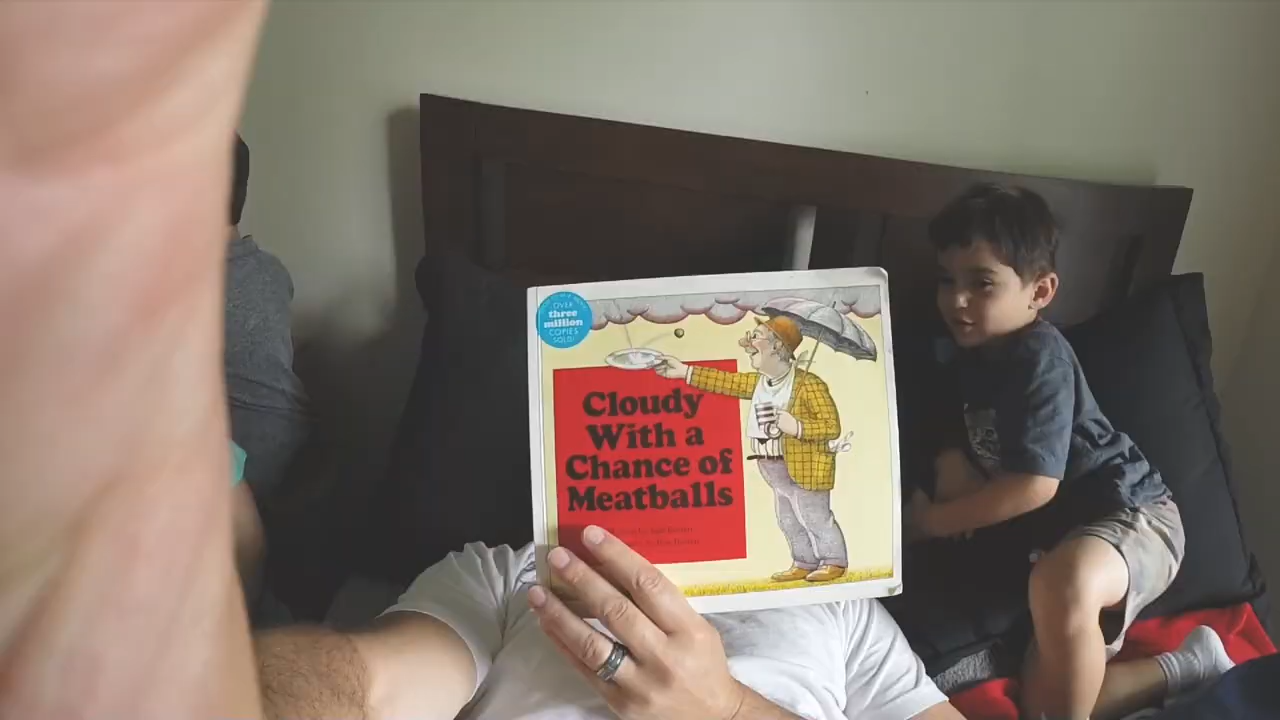 OVER
three
million
COPIES
SOLD!
Cloudy
With a
Chance of
Meatballs